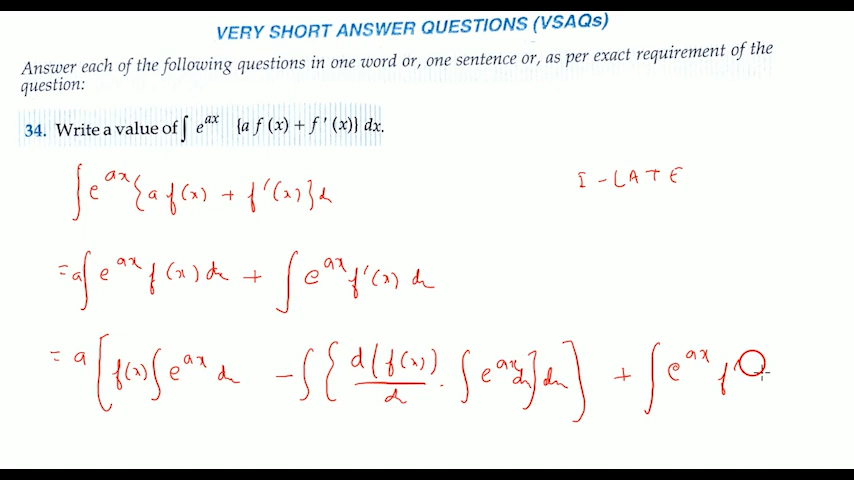 VERY SHORT ANSWER QUESTIONS (VSAQs)
Answer each of the following questions in one word or, one sentence or, as per exact requirement of the
question:
34. Write a value of ∫ e^{ax} {a f (x) + f ' (x)} dx.
∫ e^{ax} {a f(x) + f'(x)} dx
I - LATE
= a ∫ e^{ax} f(x) dx + ∫ e^{ax} f'(x) dx
= a [ f(x) ∫ e^{ax} dx - ∫ { d(f(x))/dx . ∫ e^{ax} dx } dx ] + ∫ e^{ax} f'